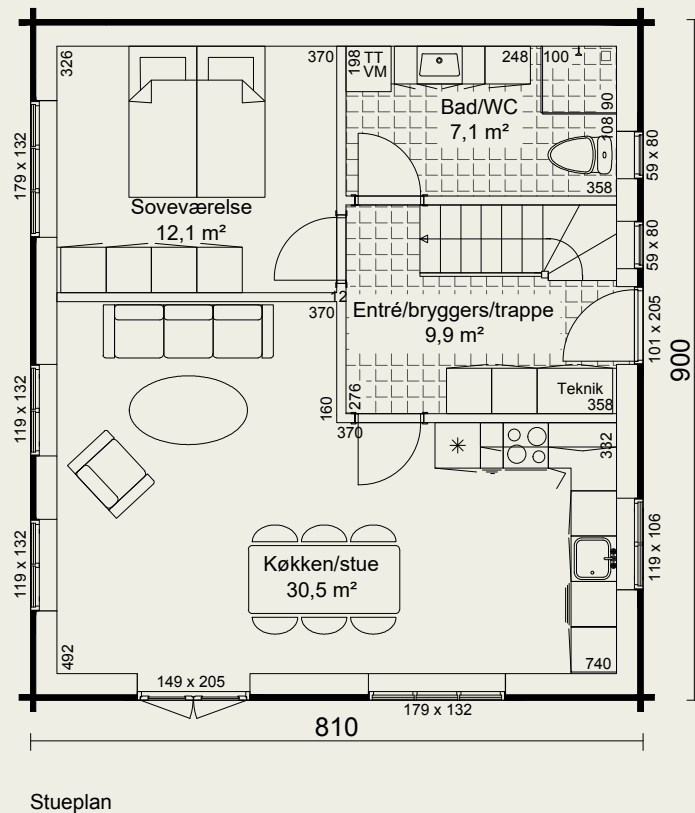 326
370
198
TT
VM
248
100
90
108
Bad/WC
7,1 m²
358
59 x 80
179 x 132
Soveværelse
12,1 m²
59 x 80
12
370
Entré/bryggers/trappe
9,9 m²
101 x 205
900
119 x 132
160
276
370
Teknik
358
332
119 x 132
Køkken/stue
30,5 m²
119 x 106
492
740
149 x 205
179 x 132
810
Stueplan